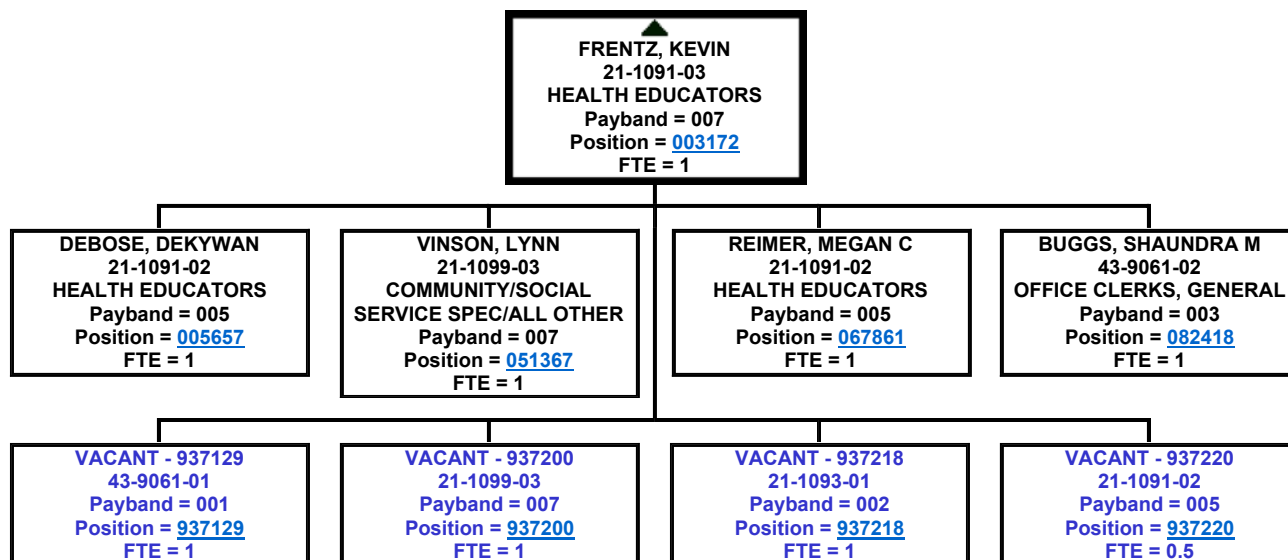 FRENTZ, KEVIN
21-1091-03
HEALTH EDUCATORS
Payband = 007
Position = 003172
FTE = 1
DEBOSE, DEKYWAN
21-1091-02
HEALTH EDUCATORS
Payband = 005
Position = 005657
FTE = 1
VINSON, LYNN
21-1099-03
COMMUNITY/SOCIAL
SERVICE SPEC/ALL OTHER
Payband = 007
Position = 051367
FTE = 1
REIMER, MEGAN C
21-1091-02
HEALTH EDUCATORS
Payband = 005
Position = 067861
FTE = 1
BUGGS, SHAUNDRA M
43-9061-02
OFFICE CLERKS, GENERAL
Payband = 003
Position = 082418
FTE = 1
VACANT - 937129
43-9061-01
Payband = 001
Position = 937129
FTE = 1
VACANT - 937200
21-1099-03
Payband = 007
Position = 937200
FTE = 1
VACANT - 937218
21-1093-01
Payband = 002
Position = 937218
FTE = 1
VACANT - 937220
21-1091-02
Payband = 005
Position = 937220
FTE = 0.5